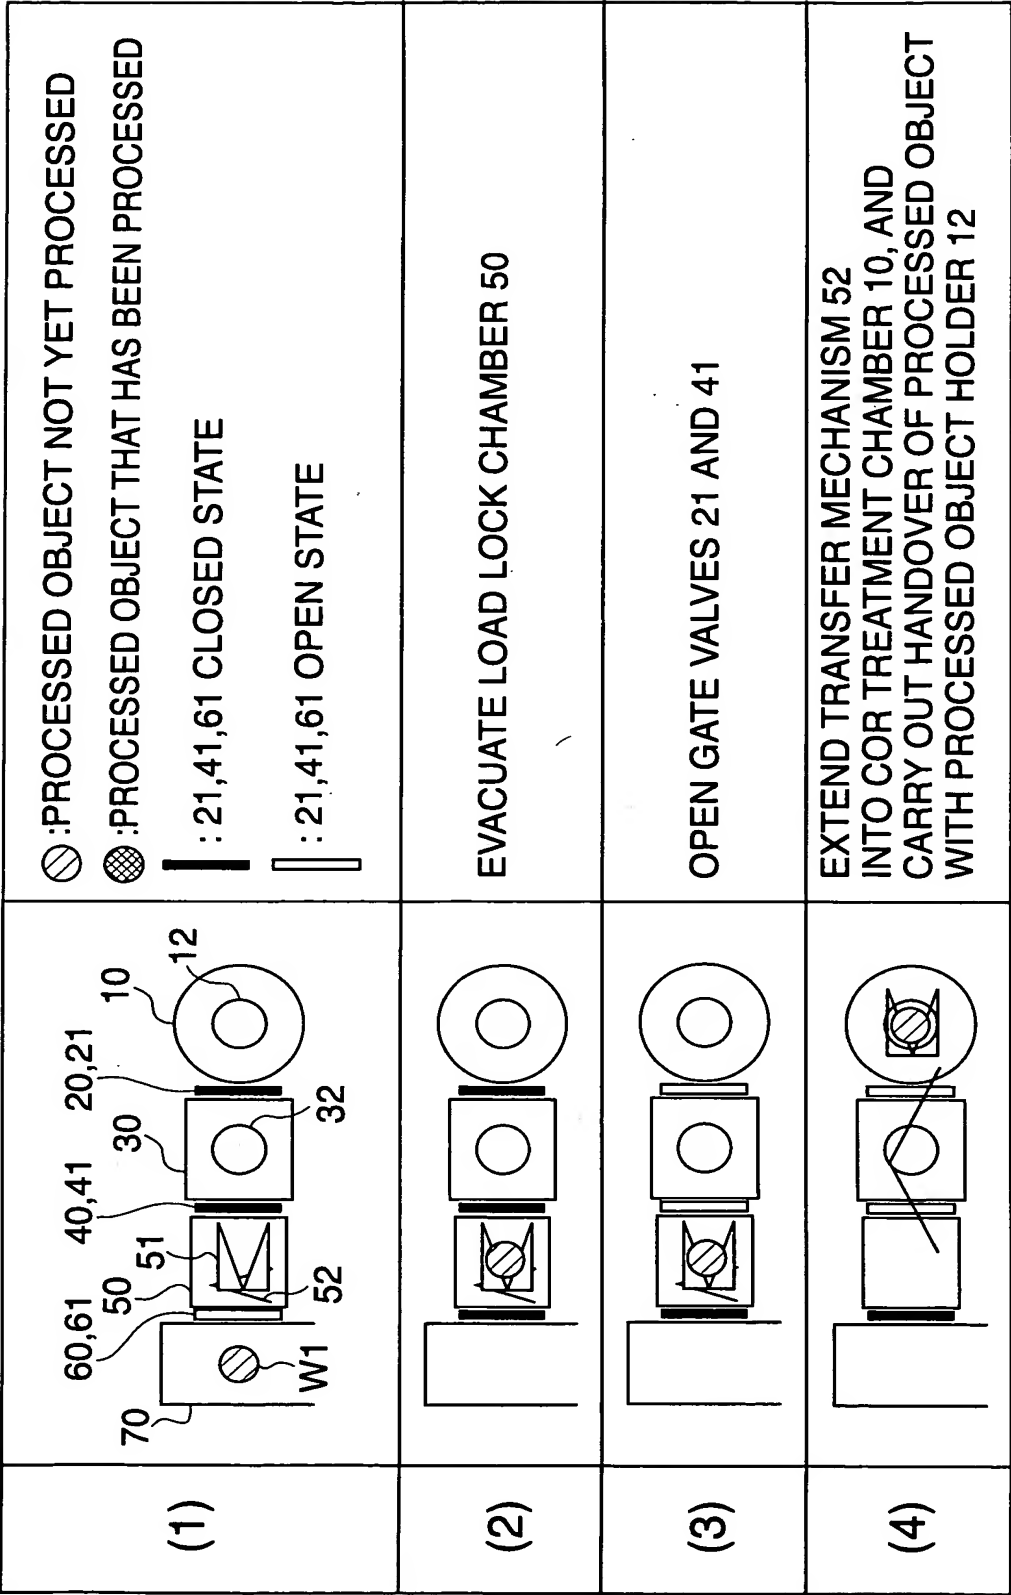 (1)
70
60,61
50
51
40,41
30
20,21
10
12
32
52
W1
:PROCESSED OBJECT NOT YET PROCESSED
:PROCESSED OBJECT THAT HAS BEEN PROCESSED
: 21,41,61 CLOSED STATE
: 21,41,61 OPEN STATE
(2)
EVACUATE LOAD LOCK CHAMBER 50
(3)
OPEN GATE VALVES 21 AND 41
(4)
EXTEND TRANSFER MECHANISM 52
INTO COR TREATMENT CHAMBER 10, AND
CARRY OUT HANDOVER OF PROCESSED OBJECT
WITH PROCESSED OBJECT HOLDER 12